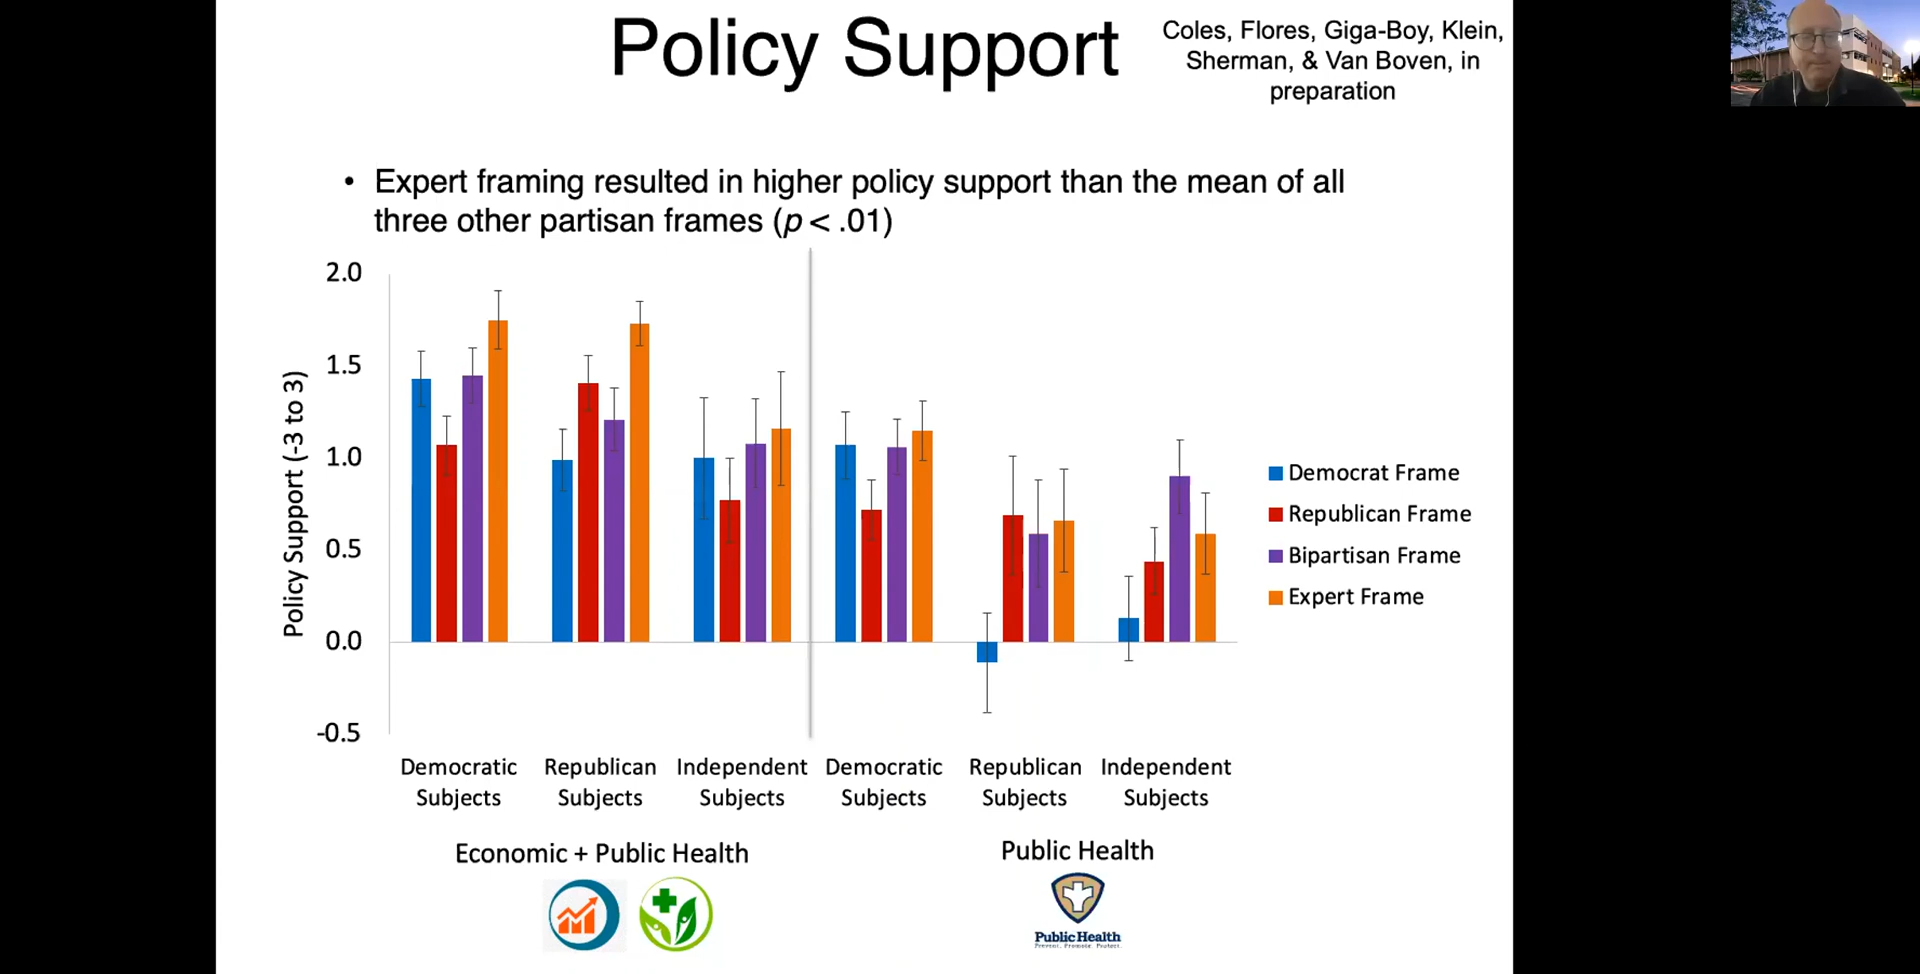 Policy Support
Coles, Flores, Giga-Boy, Klein,
Sherman, & Van Boven, in
preparation
• Expert framing resulted in higher policy support than the mean of all
three other partisan frames (p < .01)
Policy Support (-3 to 3)
2.0
1.5
1.0
0.5
0.0
-0.5
Democrat Frame
Republican Frame
Bipartisan Frame
Expert Frame
Democratic Republican Independent Democratic Republican Independent
Subjects Subjects Subjects Subjects Subjects Subjects
Economic + Public Health
Public Health
Public Health
Prevent. Promote. Protect.